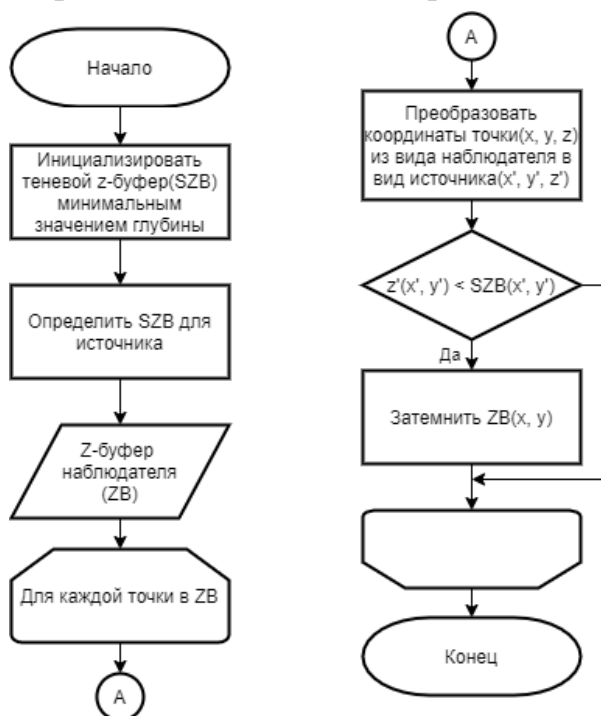 Начало
Инициализировать
теневой z-буфер(SZB)
минимальным
значением глубины
Определить SZB для
источника
Z-буфер
наблюдателя
(ZB)
Для каждой точки в ZB
A
A
Преобразовать
координаты точки(x, y, z)
из вида наблюдателя в
вид источника(x', y', z')
z'(x', y') < SZB(x', y')
Да
Затемнить ZB(x, y)
Конец